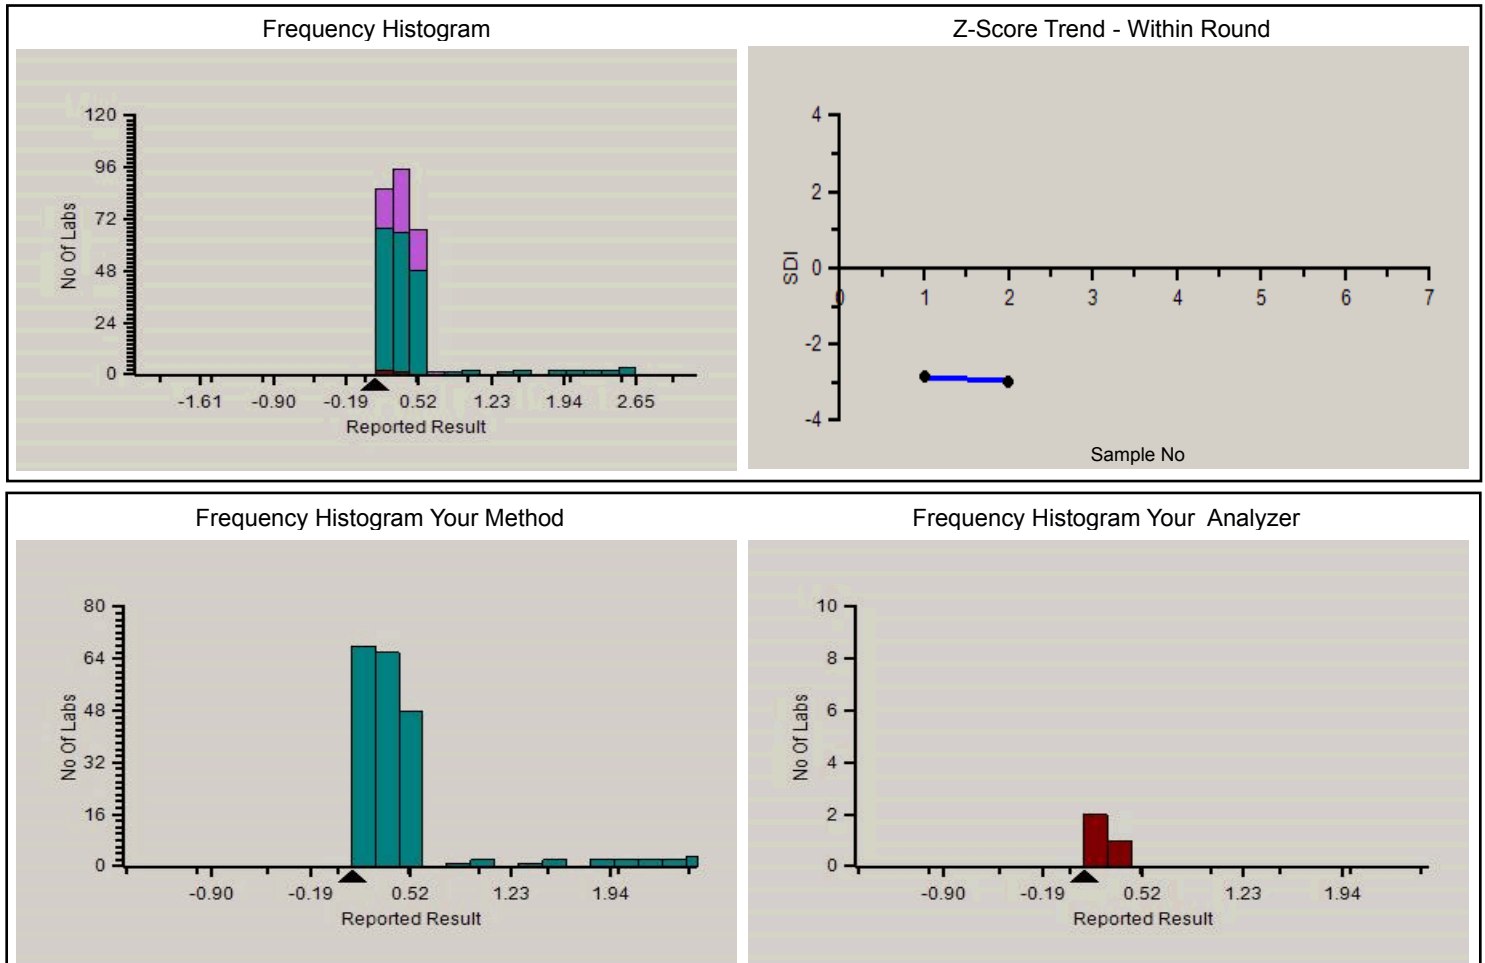 Frequency Histogram
120
96
72
48
24
0
No Of Labs
-1.61 -0.90 -0.19 0.52 1.23 1.94 2.65
Reported Result
Z-Score Trend - Within Round
4
2
0
-2
-4
SDI
0 1 2 3 4 5 6 7
Sample No
Frequency Histogram Your Method
80
64
48
32
16
0
No Of Labs
-0.90 -0.19 0.52 1.23 1.94
Reported Result
Frequency Histogram Your Analyzer
10
8
6
4
2
0
No Of Labs
-0.90 -0.19 0.52 1.23 1.94
Reported Result